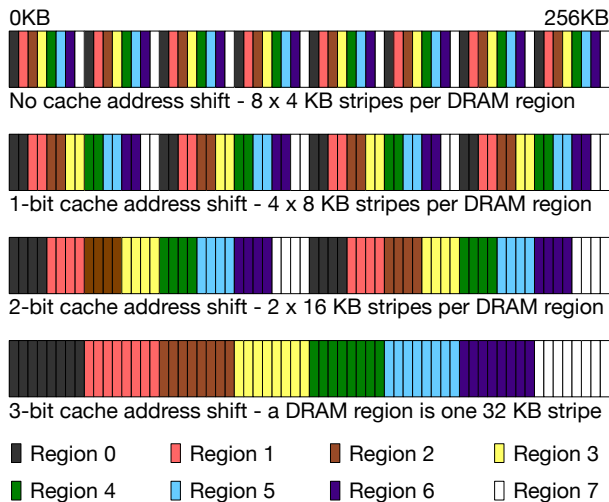 0KB 256KB
No cache address shift - 8 x 4 KB stripes per DRAM region
1-bit cache address shift - 4 x 8 KB stripes per DRAM region
2-bit cache address shift - 2 x 16 KB stripes per DRAM region
3-bit cache address shift - a DRAM region is one 32 KB stripe
Region 0 Region 1 Region 2 Region 3
Region 4 Region 5 Region 6 Region 7